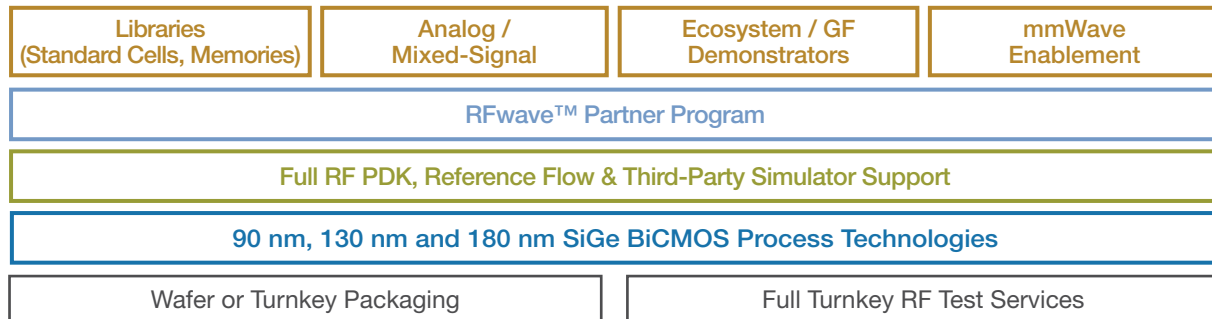 Libraries
(Standard Cells, Memories)
Analog /
Mixed-Signal
Ecosystem / GF
Demonstrators
mmWave
Enablement
RFwave™ Partner Program
Full RF PDK, Reference Flow & Third-Party Simulator Support
90 nm, 130 nm and 180 nm SiGe BiCMOS Process Technologies
Wafer or Turnkey Packaging
Full Turnkey RF Test Services